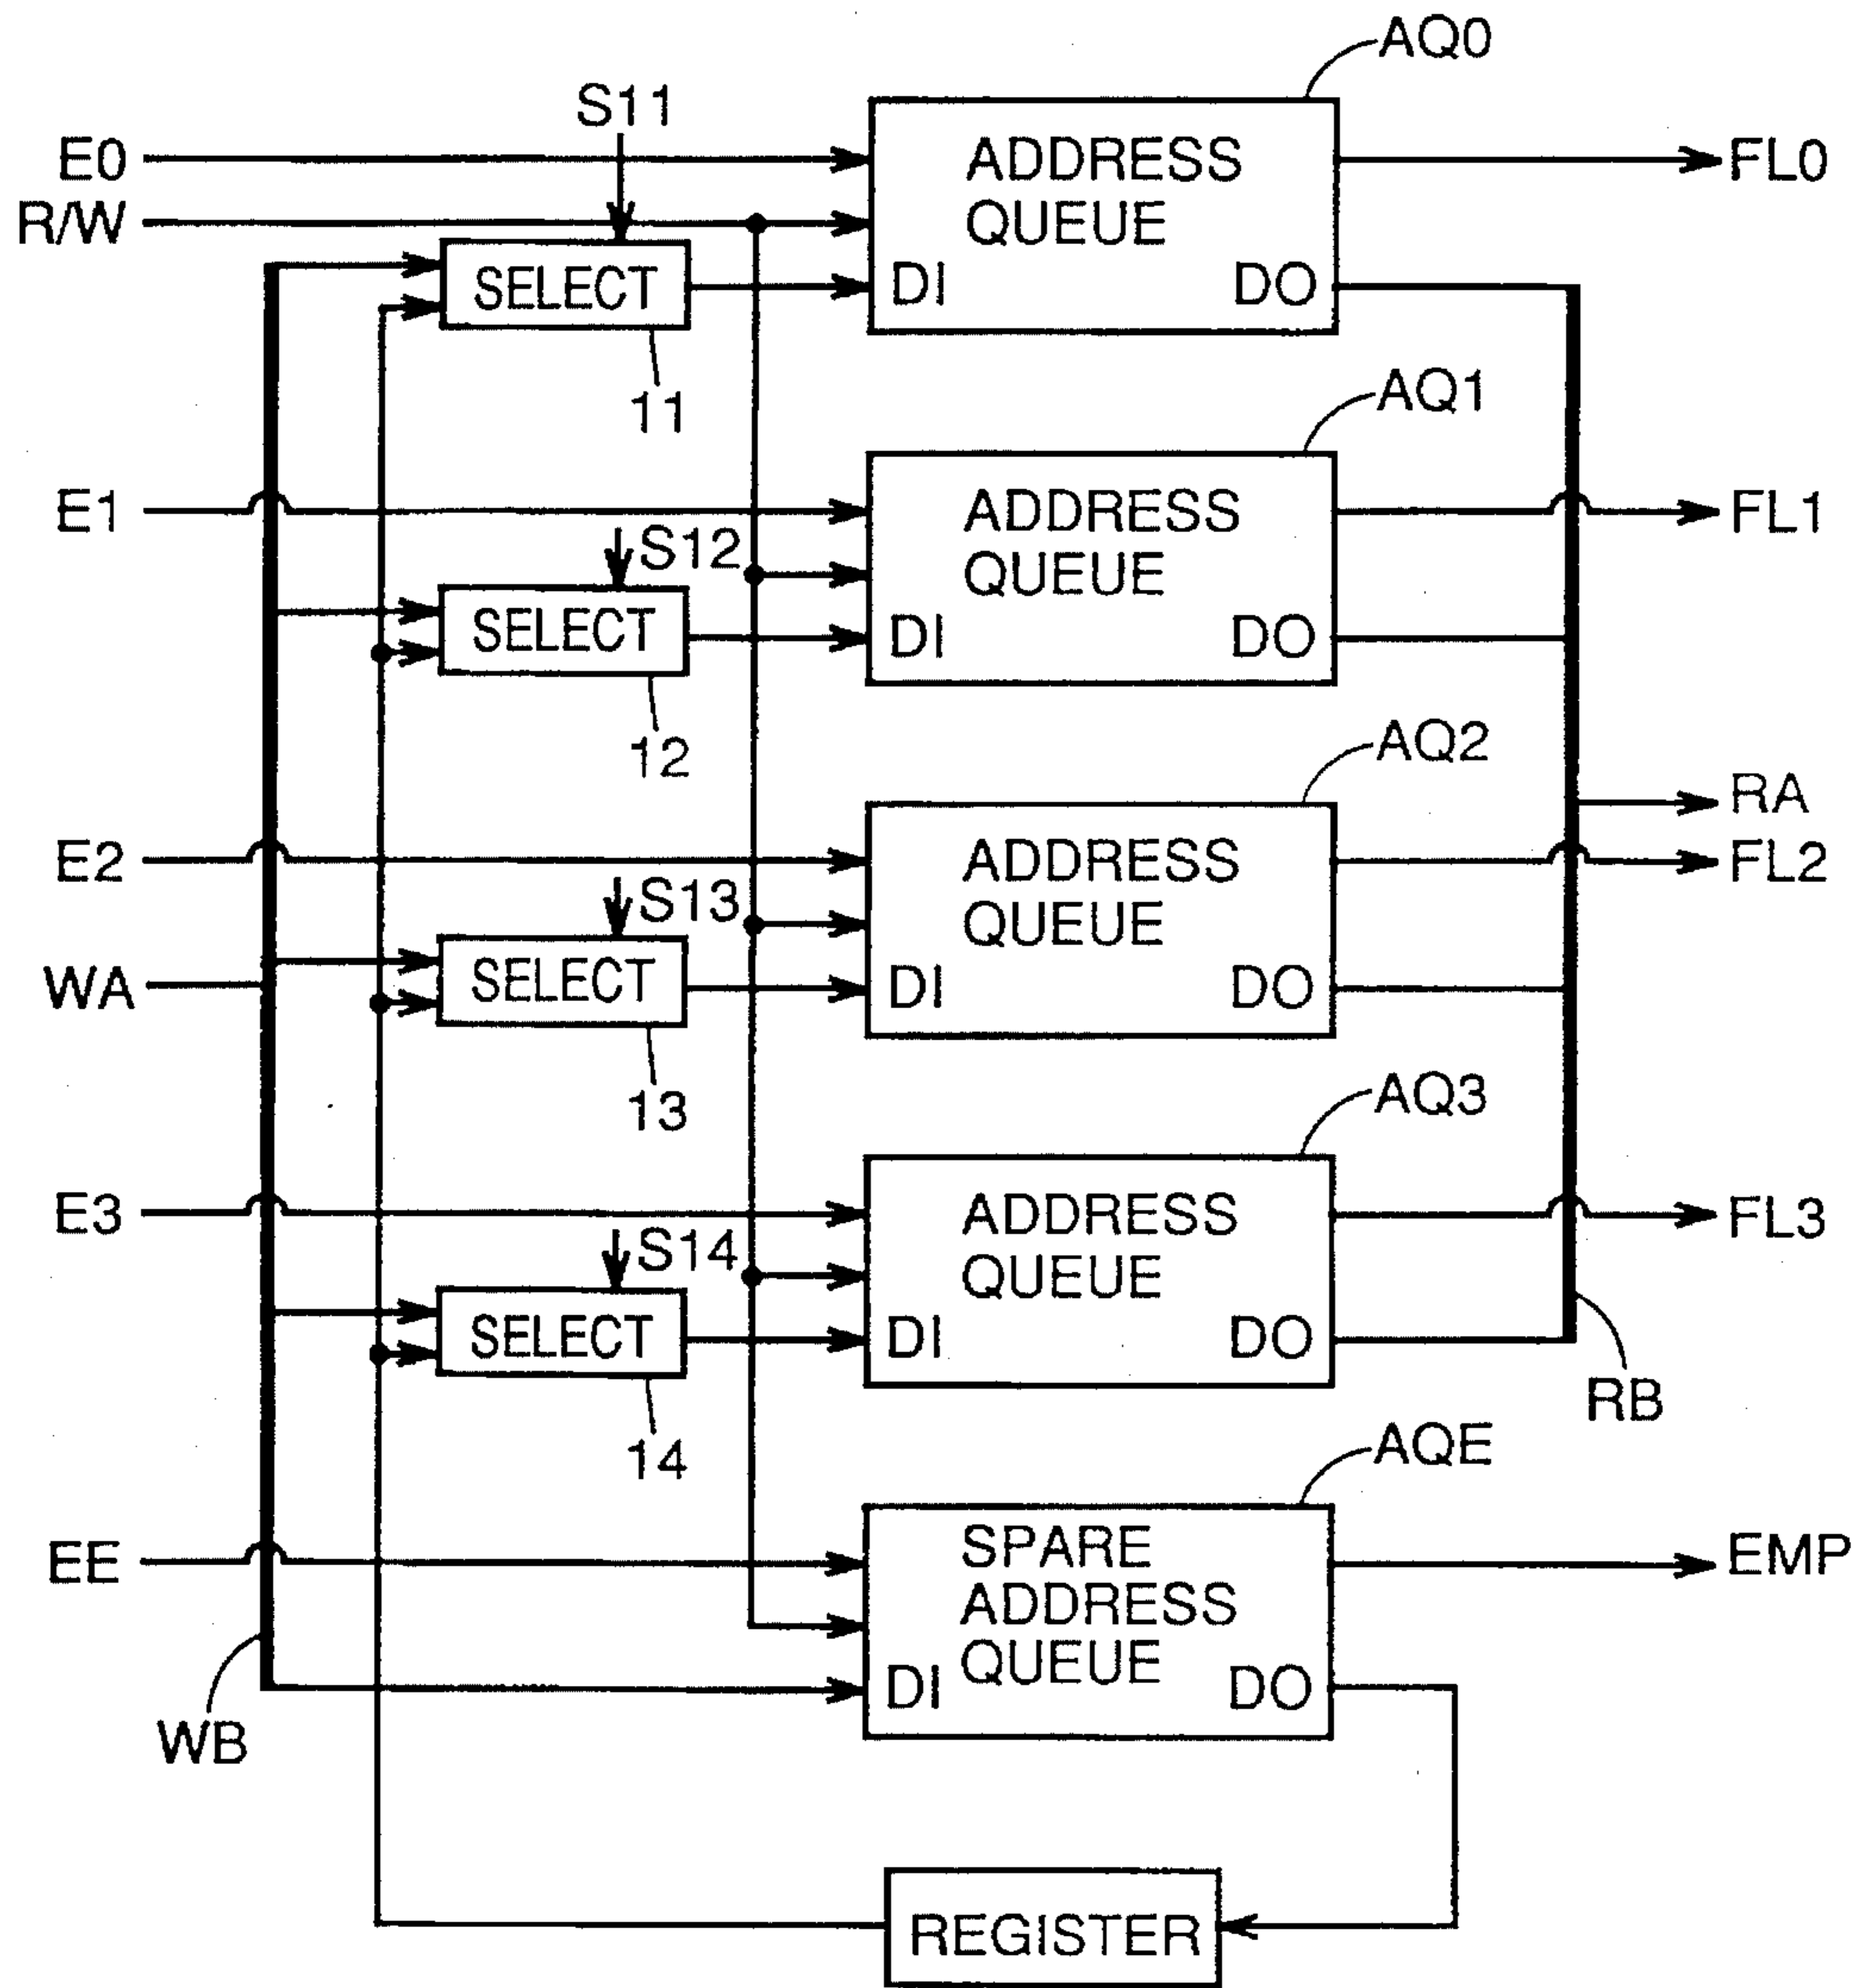 AQ0
S11
E0
ADDRESS
QUEUE
FL0
R/W
SELECT
DI
DO
11
AQ1
E1
ADDRESS
QUEUE
FL1
S12
SELECT
DI
DO
12
AQ2
RA
E2
ADDRESS
QUEUE
FL2
S13
WA
SELECT
DI
DO
13
AQ3
E3
ADDRESS
QUEUE
FL3
S14
SELECT
DI
DO
RB
14
AQE
EE
SPARE
ADDRESS
QUEUE
EMP
DI
DO
WB
REGISTER